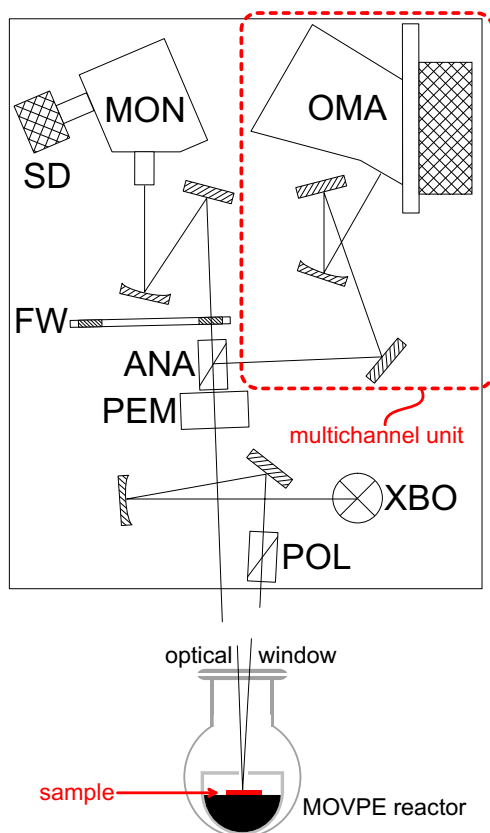 MON
OMA
SD
FW
ANA
PEM
multichannel unit
XBO
POL
optical window
sample
MOVPE reactor